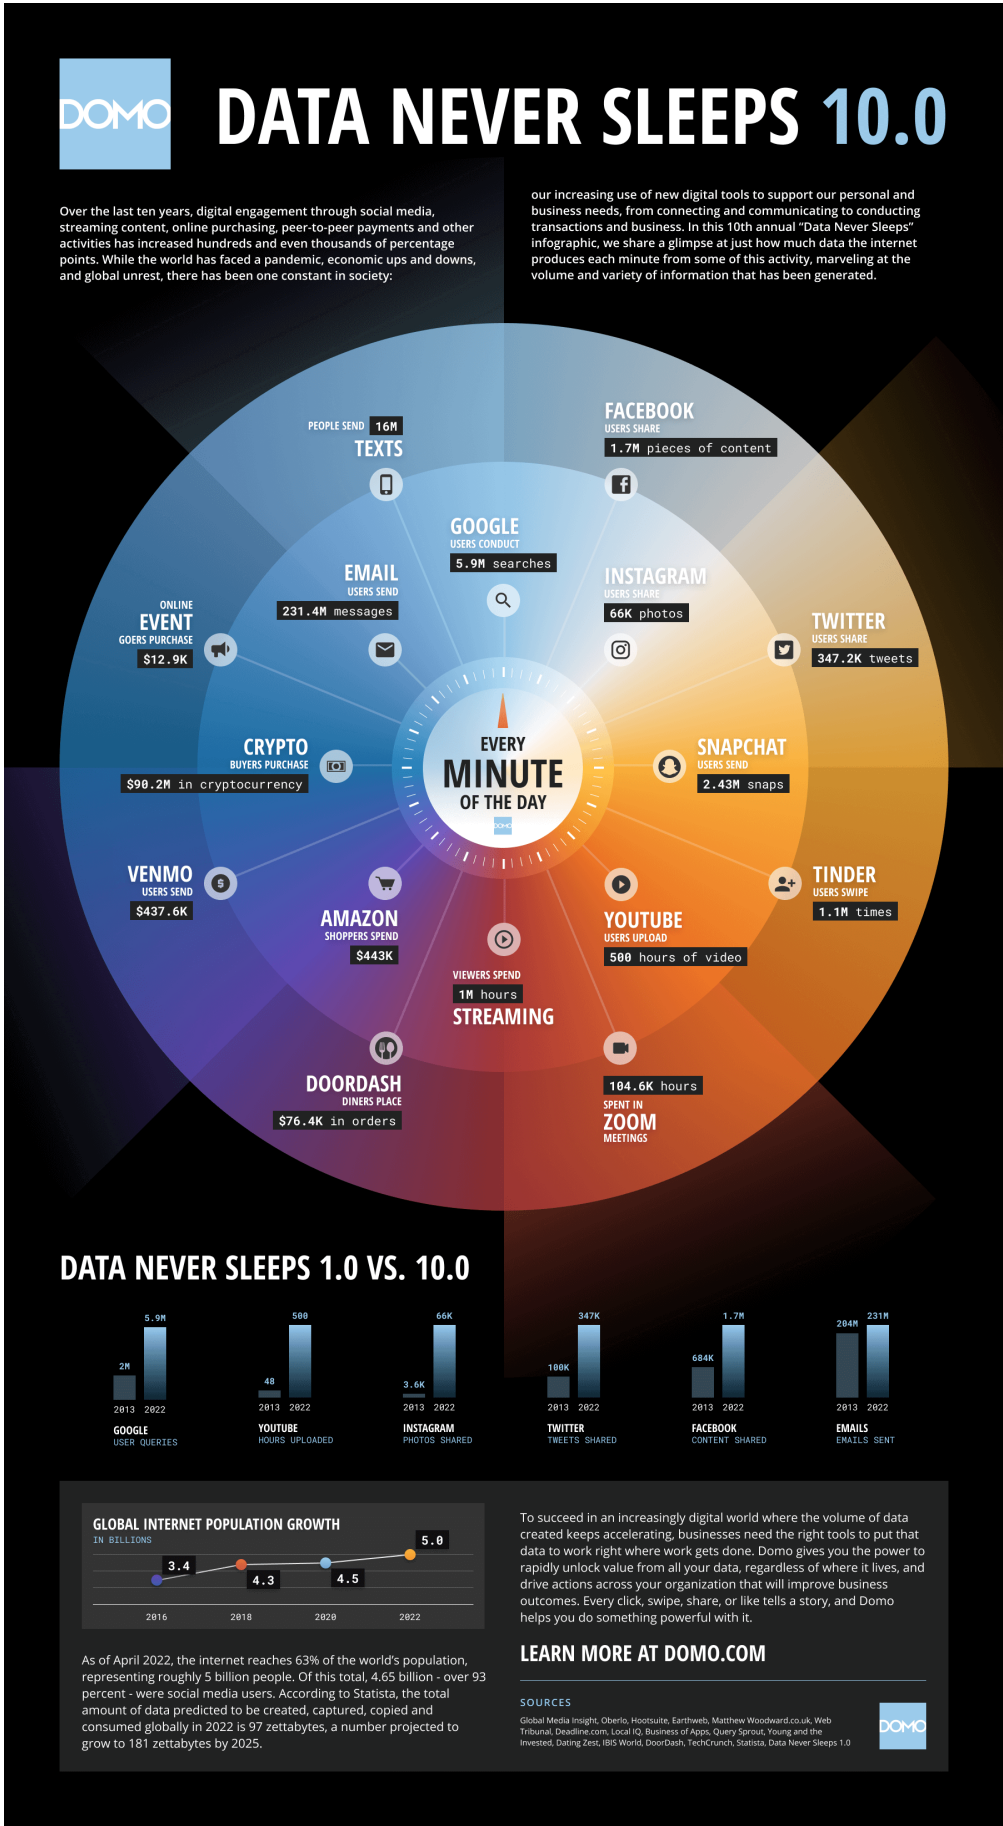 DOMO
DATA NEVER SLEEPS 10.0
Over the last ten years, digital engagement through social media,
streaming content, online purchasing, peer-to-peer payments and other
activities has increased hundreds and even thousands of percentage
points. While the world has faced a pandemic, economic ups and downs,
and global unrest, there has been one constant in society:
our increasing use of new digital tools to support our personal and
business needs, from connecting and communicating to conducting
transactions and business. In this 10th annual “Data Never Sleeps”
infographic, we share a glimpse at just how much data the internet
produces each minute from some of this activity, marveling at the
volume and variety of information that has been generated.
PEOPLE SEND 16M
TEXTS
FACEBOOK
USERS SHARE
1.7M pieces of content
GOOGLE
USERS CONDUCT
5.9M searches
EMAIL
USERS SEND
231.4M messages
INSTAGRAM
USERS SHARE
66K photos
ONLINE
EVENT
GOERS PURCHASE
$12.9K
TWITTER
USERS SHARE
347.2K tweets
CRYPTO
BUYERS PURCHASE
$90.2M in cryptocurrency
EVERY
MINUTE
OF THE DAY
DOMO
SNAPCHAT
USERS SEND
2.43M snaps
VENMO
USERS SEND
$437.6K
AMAZON
SHOPPERS SPEND
$443K
VIEWERS SPEND
1M hours
STREAMING
YOUTUBE
USERS UPLOAD
500 hours of video
TINDER
USERS SWIPE
1.1M times
DOORDASH
DINERS PLACE
$76.4K in orders
104.6K hours
SPENT IN
ZOOM
MEETINGS
DATA NEVER SLEEPS 1.0 VS. 10.0
2M
5.9M
2013 2022
GOOGLE
USER QUERIES
48
500
2013 2022
YOUTUBE
HOURS UPLOADED
3.6K
66K
2013 2022
INSTAGRAM
PHOTOS SHARED
100K
347K
2013 2022
TWITTER
TWEETS SHARED
684K
1.7M
2013 2022
FACEBOOK
CONTENT SHARED
204M
231M
2013 2022
EMAILS
EMAILS SENT
GLOBAL INTERNET POPULATION GROWTH
IN BILLIONS
3.4
4.3
4.5
5.0
2016 2018 2020 2022
As of April 2022, the internet reaches 63% of the world’s population,
representing roughly 5 billion people. Of this total, 4.65 billion - over 93
percent - were social media users. According to Statista, the total
amount of data predicted to be created, captured, copied and
consumed globally in 2022 is 97 zettabytes, a number projected to
grow to 181 zettabytes by 2025.
To succeed in an increasingly digital world where the volume of data
created keeps accelerating, businesses need the right tools to put that
data to work right where work gets done. Domo gives you the power to
rapidly unlock value from all your data, regardless of where it lives, and
drive actions across your organization that will improve business
outcomes. Every click, swipe, share, or like tells a story, and Domo
helps you do something powerful with it.
LEARN MORE AT DOMO.COM
SOURCES
Global Media Insight, Oberlo, Hootsuite, Earthweb, Matthew Woodward.co.uk, Web
Tribunal, Deadline.com, Local IQ, Business of Apps, Query Sprout, Young and the
Invested, Dating Zest, IBIS World, DoorDash, TechCrunch, Statista, Data Never Sleeps 1.0
DOMO